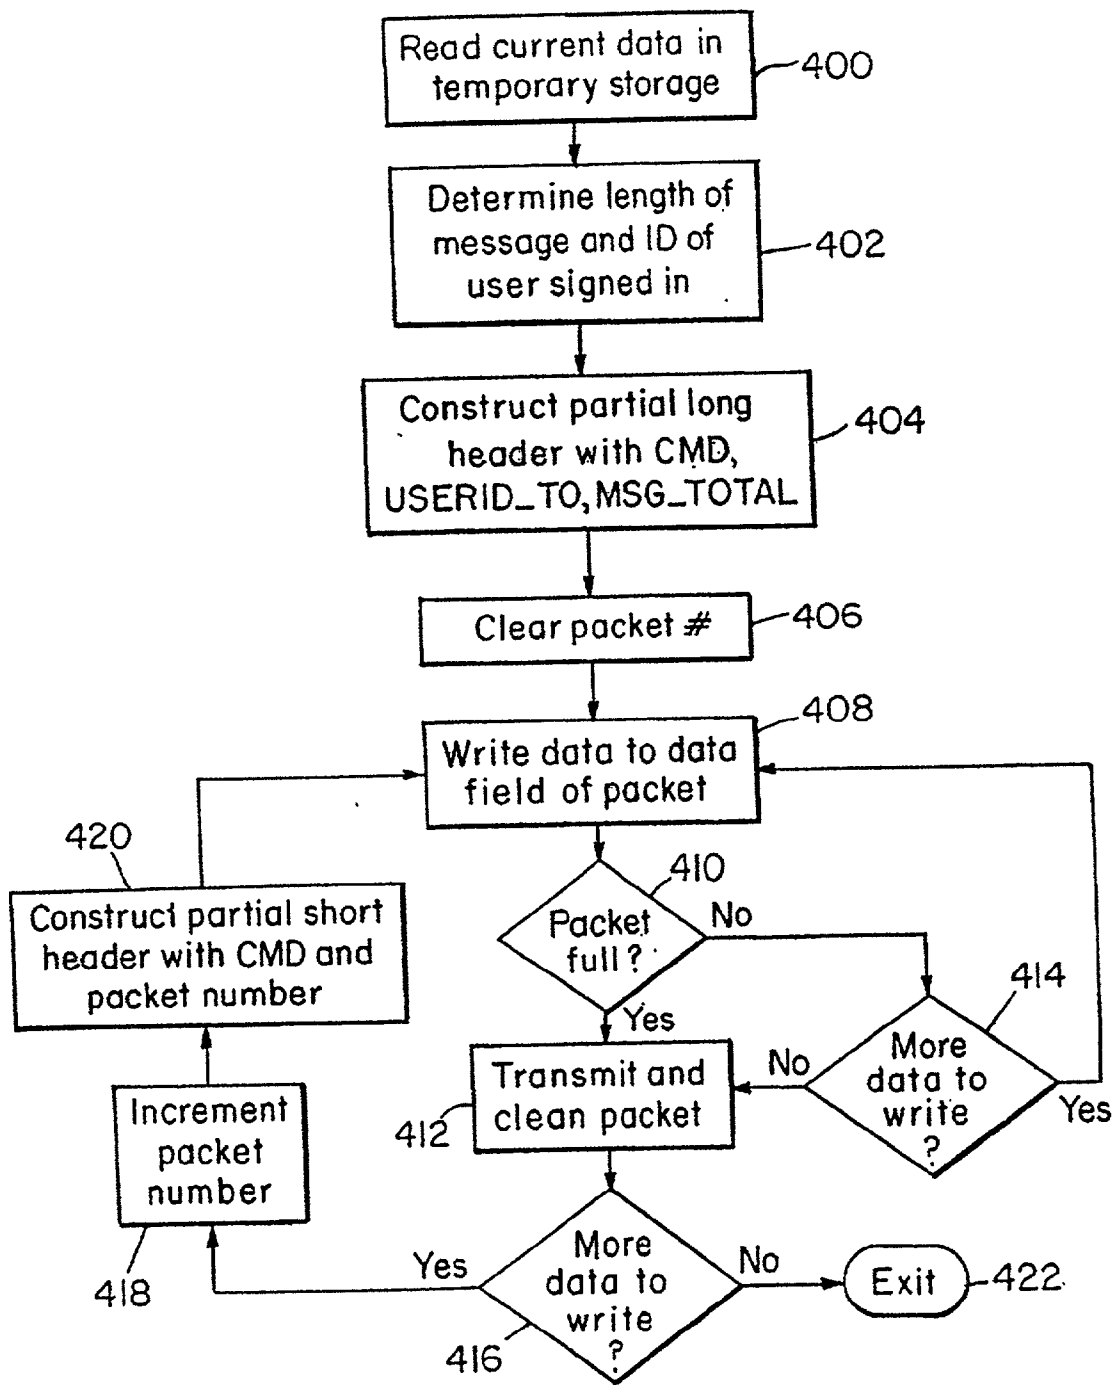 Read current data in
temporary storage
400
Determine length of
message and ID of
user signed in
402
Construct partial long
header with CMD,
USERID_TO, MSG_TOTAL
404
Clear packet #
406
Write data to data
field of packet
408
Packet
full?
410
No
Yes
More
data to
write
?
414
No
Yes
Transmit and
clean packet
412
More
data to
write
?
416
Yes
No
Exit
422
Increment
packet
number
418
Construct partial short
header with CMD and
packet number
420